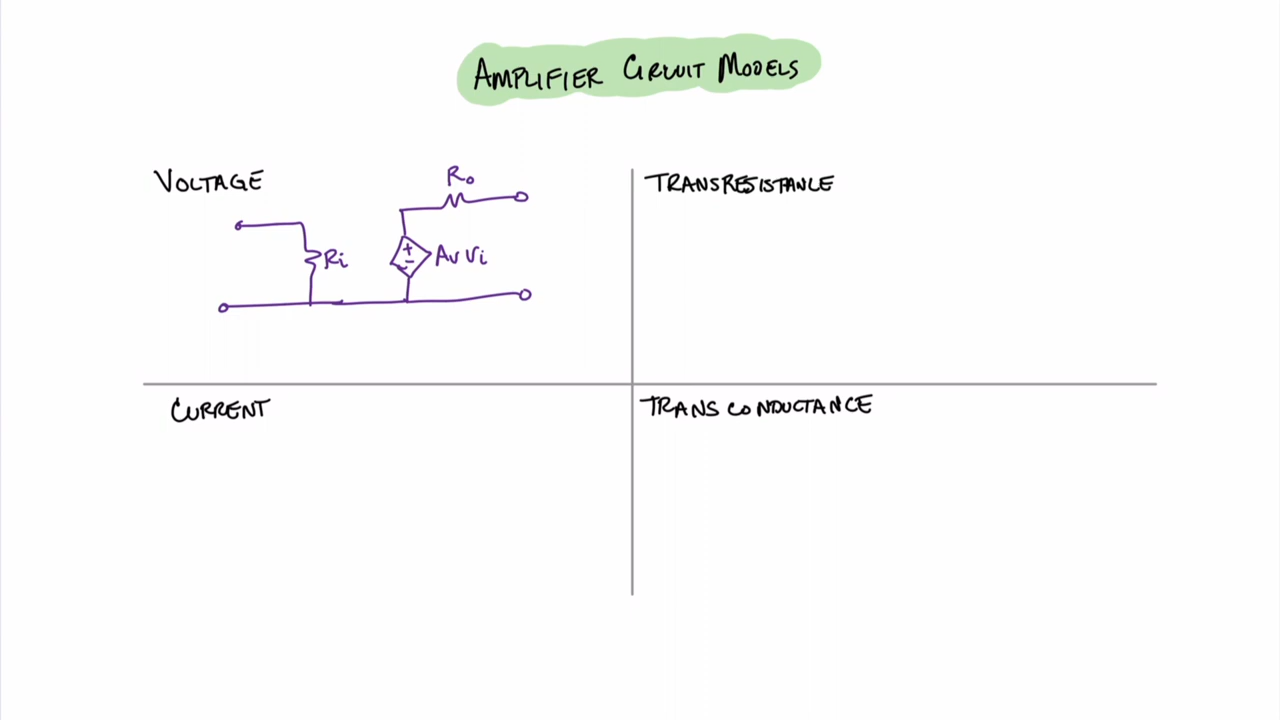 AMPLIFIER CIRCUIT MODELS
VOLTAGE
Ro
Ri
+
-
Av vi
TRANSRESISTANCE
CURRENT
TRANSCONDUCTANCE